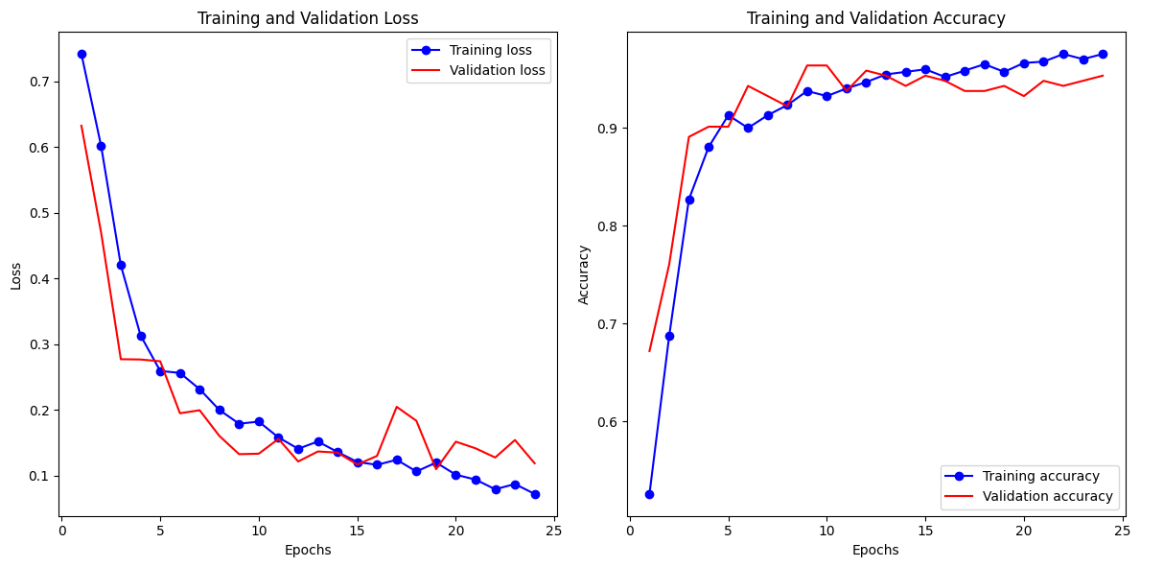 Training and Validation Loss
Training loss
Validation loss
0.7
0.6
0.5
0.4
0.3
0.2
0.1
Loss
0 5 10 15 20 25
Epochs
Training and Validation Accuracy
0.9
0.8
0.7
0.6
Accuracy
Training accuracy
Validation accuracy
0 5 10 15 20 25
Epochs